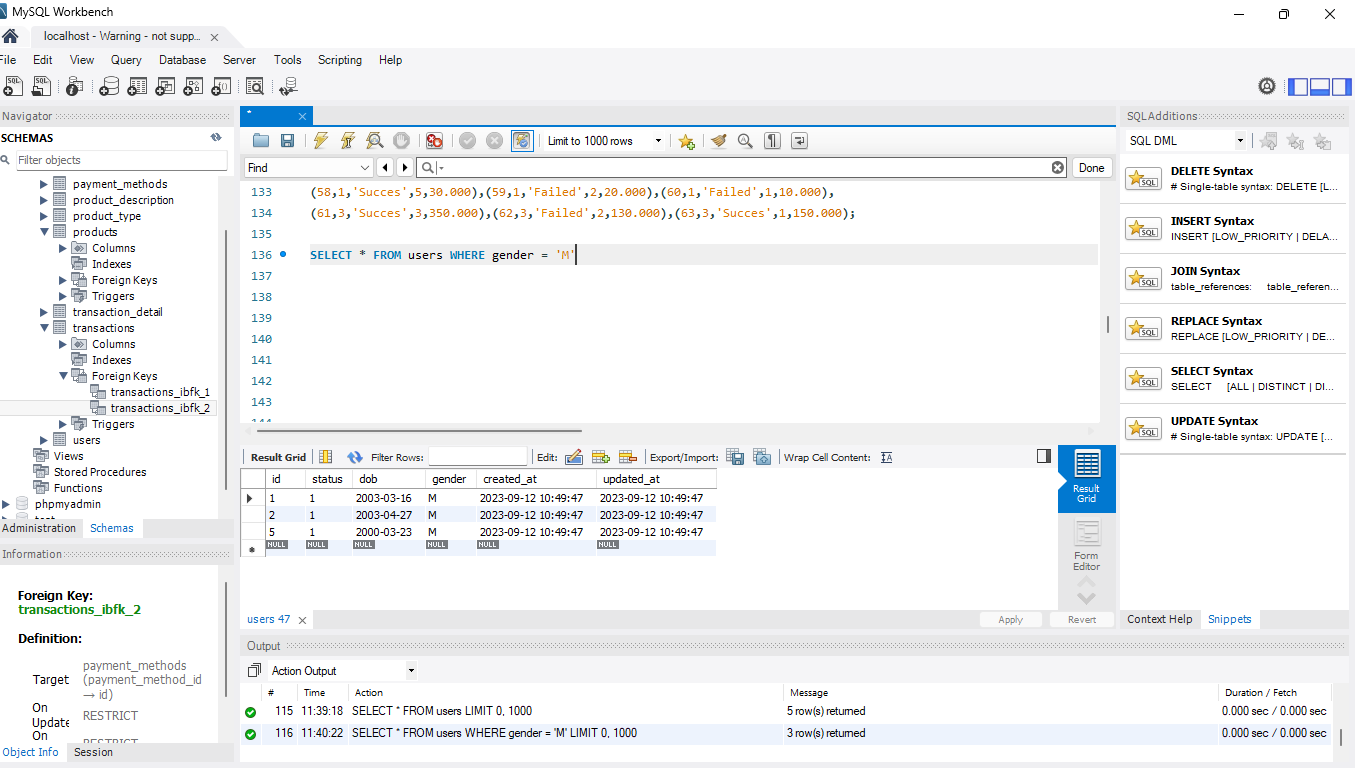 MySQL Workbench
localhost - Warning - not supp...
File Edit View Query Database Server Tools Scripting Help
Navigator
SCHEMAS
Filter objects
payment_methods
product_description
product_type
products
Columns
Indexes
Foreign Keys
Triggers
transaction_detail
transactions
Columns
Indexes
Foreign Keys
transactions_ibfk_1
transactions_ibfk_2
Triggers
users
Views
Stored Procedures
Functions
phpmyadmin
Administration Schemas
Information
Foreign Key:
transactions_ibfk_2
Definition:
Target payment_methods (payment_method_id → id)
On Update RESTRICT
On RESTRICT
Object Info Session
Limit to 1000 rows
Find Done
133 (58,1,'Succes',5,30.000),(59,1,'Failed',2,20.000),(60,1,'Failed',1,10.000),
134 (61,3,'Succes',3,350.000),(62,3,'Failed',2,130.000),(63,3,'Succes',1,150.000);
135
136 SELECT * FROM users WHERE gender = 'M'
137
138
139
140
141
142
143
144
Result Grid Filter Rows: Edit: Export/Import: Wrap Cell Content:
id status dob gender created_at updated_at
1 1 2003-03-16 M 2023-09-12 10:49:47 2023-09-12 10:49:47
2 1 2003-04-27 M 2023-09-12 10:49:47 2023-09-12 10:49:47
5 1 2000-03-23 M 2023-09-12 10:49:47 2023-09-12 10:49:47
NULL NULL NULL NULL NULL NULL
Result Grid
Form Editor
users 47 Apply Revert
Output
Action Output
# Time Action Message Duration / Fetch
115 11:39:18 SELECT * FROM users LIMIT 0, 1000 5 row(s) returned 0.000 sec / 0.000 sec
116 11:40:22 SELECT * FROM users WHERE gender = 'M' LIMIT 0, 1000 3 row(s) returned 0.000 sec / 0.000 sec
SQLAdditions
SQL DML
DELETE Syntax
# Single-table syntax: DELETE [L...
INSERT Syntax
INSERT [LOW_PRIORITY | DELA...
JOIN Syntax
table_references: table_referen...
REPLACE Syntax
REPLACE [LOW_PRIORITY | DE...
SELECT Syntax
SELECT [ALL | DISTINCT | DI...
UPDATE Syntax
# Single-table syntax: UPDATE [...
Context Help Snippets